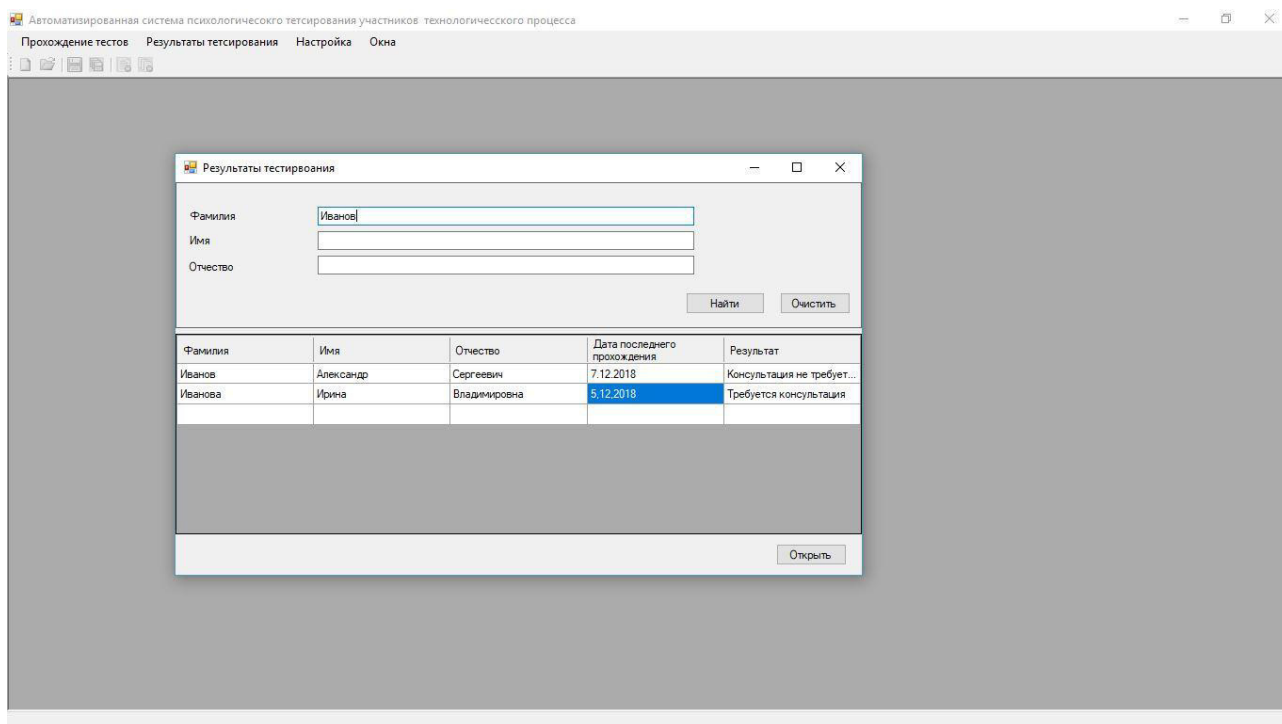 Автоматизированная система психологичесокго тетсирования участников технологичесского процесса
Прохождение тестов Результаты тетсирования Настройка Окна
Результаты тестирвоания
Фамилия Иванов
Имя
Отчество
Найти Очистить
Фамилия Имя Отчество Дата последнего прохождения Результат
Иванов Александр Сергеевич 7.12.2018 Консультация не требует...
Иванова Ирина Владимировна 5,12,2018 Требуется консультация
Открыть